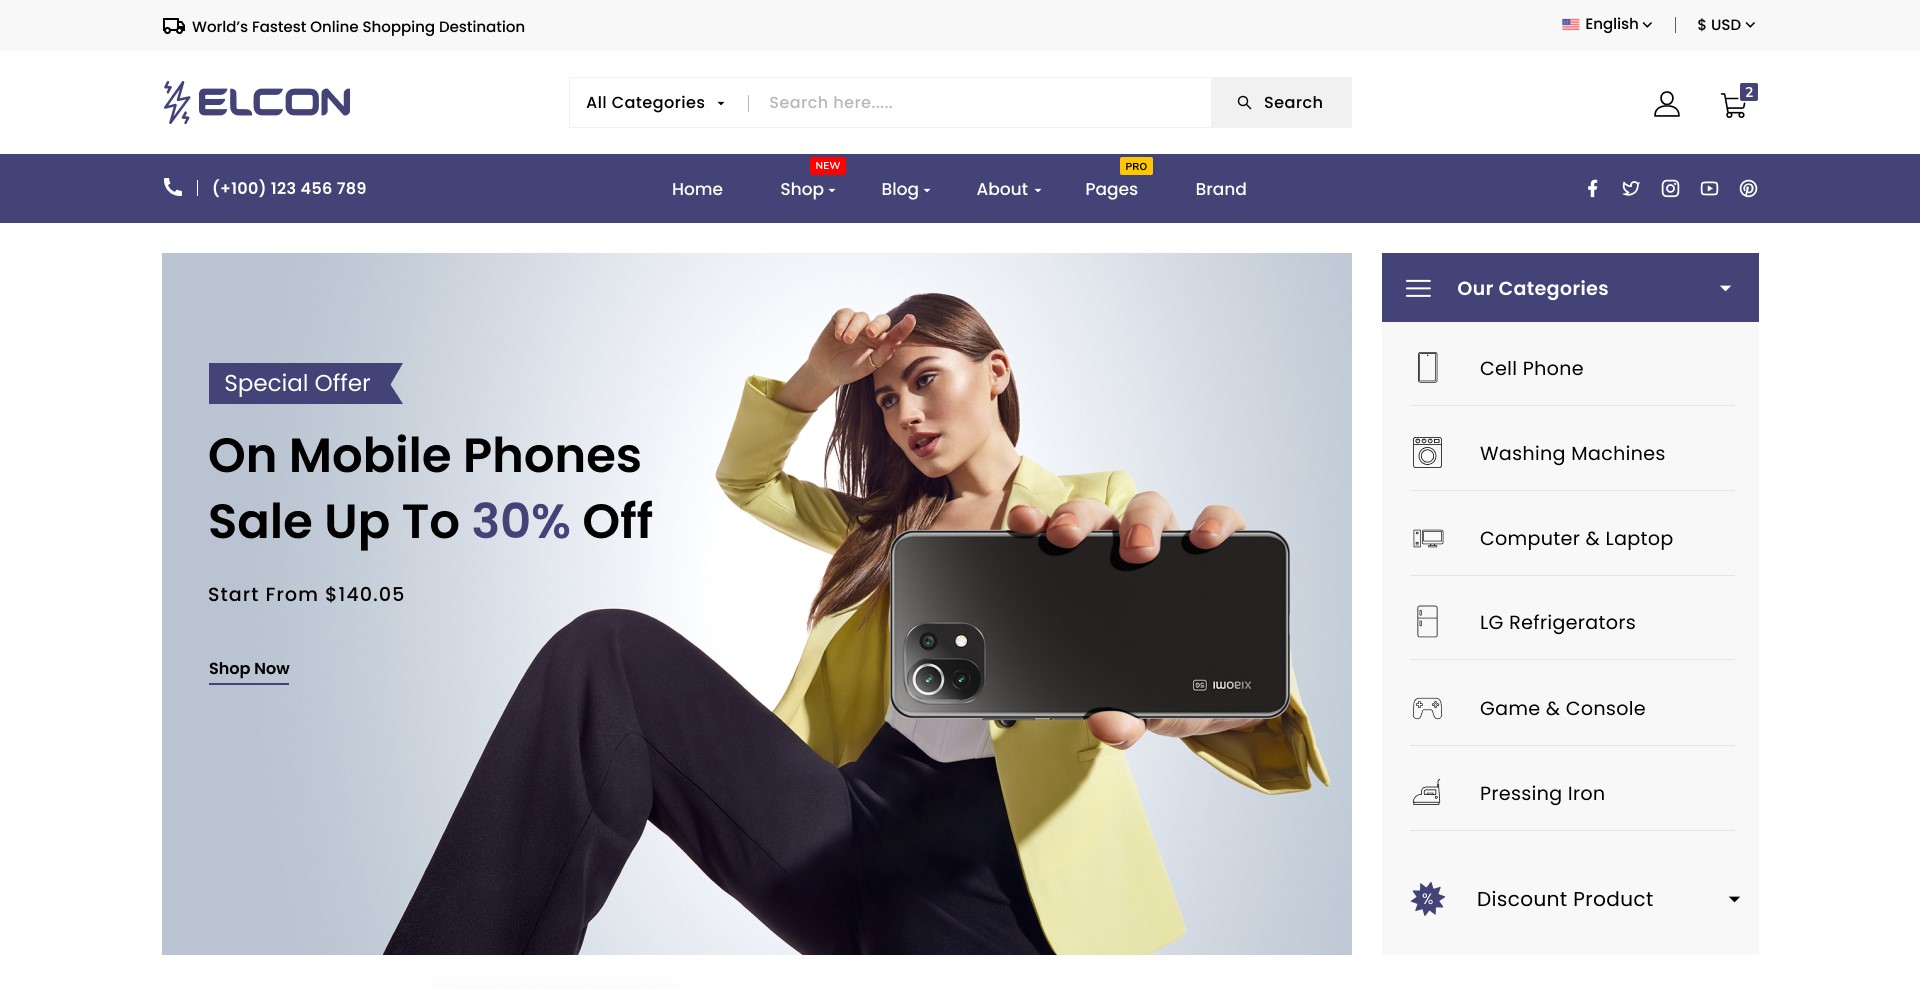 World's Fastest Online Shopping Destination
English
$ USD
ELCON
All Categories
Search here.....
Search
2
(+100) 123 456 789
Home
Shop
NEW
Blog
About
Pages
PRO
Brand
Special Offer
On Mobile Phones
Sale Up To 30% Off
Start From $140.05
Shop Now
XIAOMI 5G
Our Categories
Cell Phone
Washing Machines
Computer & Laptop
LG Refrigerators
Game & Console
Pressing Iron
%
Discount Product